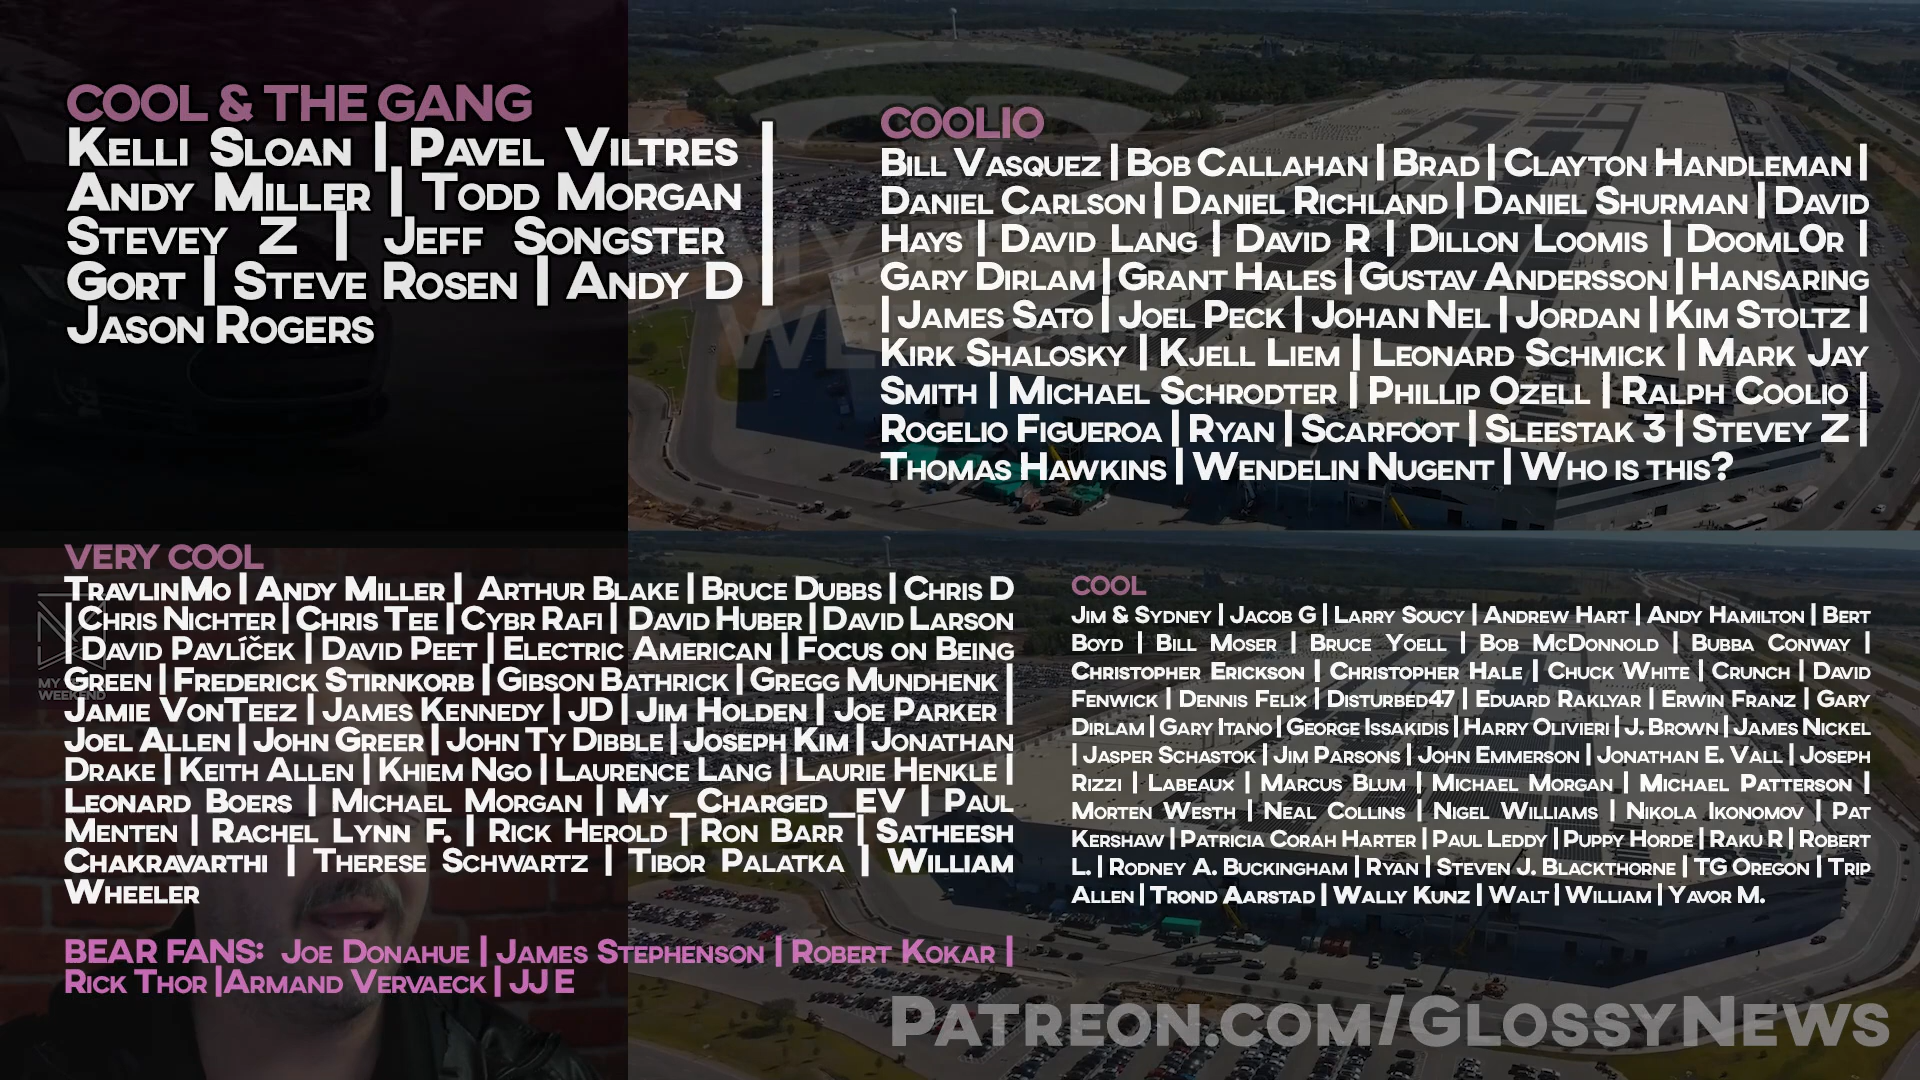 COOL & THE GANG
KELLI SLOAN | PAVEL VILTRES |
ANDY MILLER | TODD MORGAN |
STEVEY Z | JEFF SONGSTER |
GORT | STEVE ROSEN | ANDY D |
JASON ROGERS
COOLIO
BILL VASQUEZ | BOB CALLAHAN | BRAD | CLAYTON HANDLEMAN |
DANIEL CARLSON | DANIEL RICHLAND | DANIEL SHURMAN | DAVID
HAYS | DAVID LANG | DAVID R | DILLON LOOMIS | DOOML0R |
GARY DIRLAM | GRANT HALES | GUSTAV ANDERSSON | HANSARING
| JAMES SATO | JOEL PECK | JOHAN NEL | JORDAN | KIM STOLTZ |
KIRK SHALOSKY | KJELL LIEM | LEONARD SCHMICK | MARK JAY
SMITH | MICHAEL SCHRODTER | PHILLIP OZELL | RALPH COOLIO |
ROGELIO FIGUEROA | RYAN | SCARFOOT | SLEESTAK 3 | STEVEY Z |
THOMAS HAWKINS | WENDELIN NUGENT | WHO IS THIS?
VERY COOL
TRAVLINMO | ANDY MILLER | ARTHUR BLAKE | BRUCE DUBBS | CHRIS D
| CHRIS NICHTER | CHRIS TEE | CYBR RAFI | DAVID HUBER | DAVID LARSON
| DAVID PAVLÍČEK | DAVID PEET | ELECTRIC AMERICAN | FOCUS ON BEING
GREEN | FREDERICK STIRNKORB | GIBSON BATHRICK | GREGG MUNDHENK |
JAMIE VONTEEZ | JAMES KENNEDY | JD | JIM HOLDEN | JOE PARKER |
JOEL ALLEN | JOHN GREER | JOHN TY DIBBLE | JOSEPH KIM | JONATHAN
DRAKE | KEITH ALLEN | KHIEM NGO | LAURENCE LANG | LAURIE HENKLE |
LEONARD BOERS | MICHAEL MORGAN | MY_CHARGED_EV | PAUL
MENTEN | RACHEL LYNN F. | RICK HEROLD | RON BARR | SATHEESH
CHAKRAVARTHI | THERESE SCHWARTZ | TIBOR PALATKA | WILLIAM
WHEELER
BEAR FANS: JOE DONAHUE | JAMES STEPHENSON | ROBERT KOKAR |
RICK THOR |ARMAND VERVAECK | JJ E
COOL
JIM & SYDNEY | JACOB G | LARRY SOUCY | ANDREW HART | ANDY HAMILTON | BERT
BOYD | BILL MOSER | BRUCE YOELL | BOB MCDONNOLD | BUBBA CONWAY |
CHRISTOPHER ERICKSON | CHRISTOPHER HALE | CHUCK WHITE | CRUNCH | DAVID
FENWICK | DENNIS FELIX | DISTURBED47 | EDUARD RAKLYAR | ERWIN FRANZ | GARY
DIRLAM | GARY ITANO | GEORGE ISSAKIDIS | HARRY OLIVIERI | J. BROWN | JAMES NICKEL
| JASPER SCHASTOK | JIM PARSONS | JOHN EMMERSON | JONATHAN E. VALL | JOSEPH
RIZZI | LABEAUX | MARCUS BLUM | MICHAEL MORGAN | MICHAEL PATTERSON |
MORTEN WESTH | NEAL COLLINS | NIGEL WILLIAMS | NIKOLA IKONOMOV | PAT
KERSHAW | PATRICIA CORAH HARTER | PAUL LEDDY | PUPPY HORDE | RAKU R | ROBERT
L. | RODNEY A. BUCKINGHAM | RYAN | STEVEN J. BLACKTHORNE | TG OREGON | TRIP
ALLEN | TROND AARSTAD | WALLY KUNZ | WALT | WILLIAM | YAVOR M.
PATREON.COM/GLOSSYNEWS
MY
WEEKEND